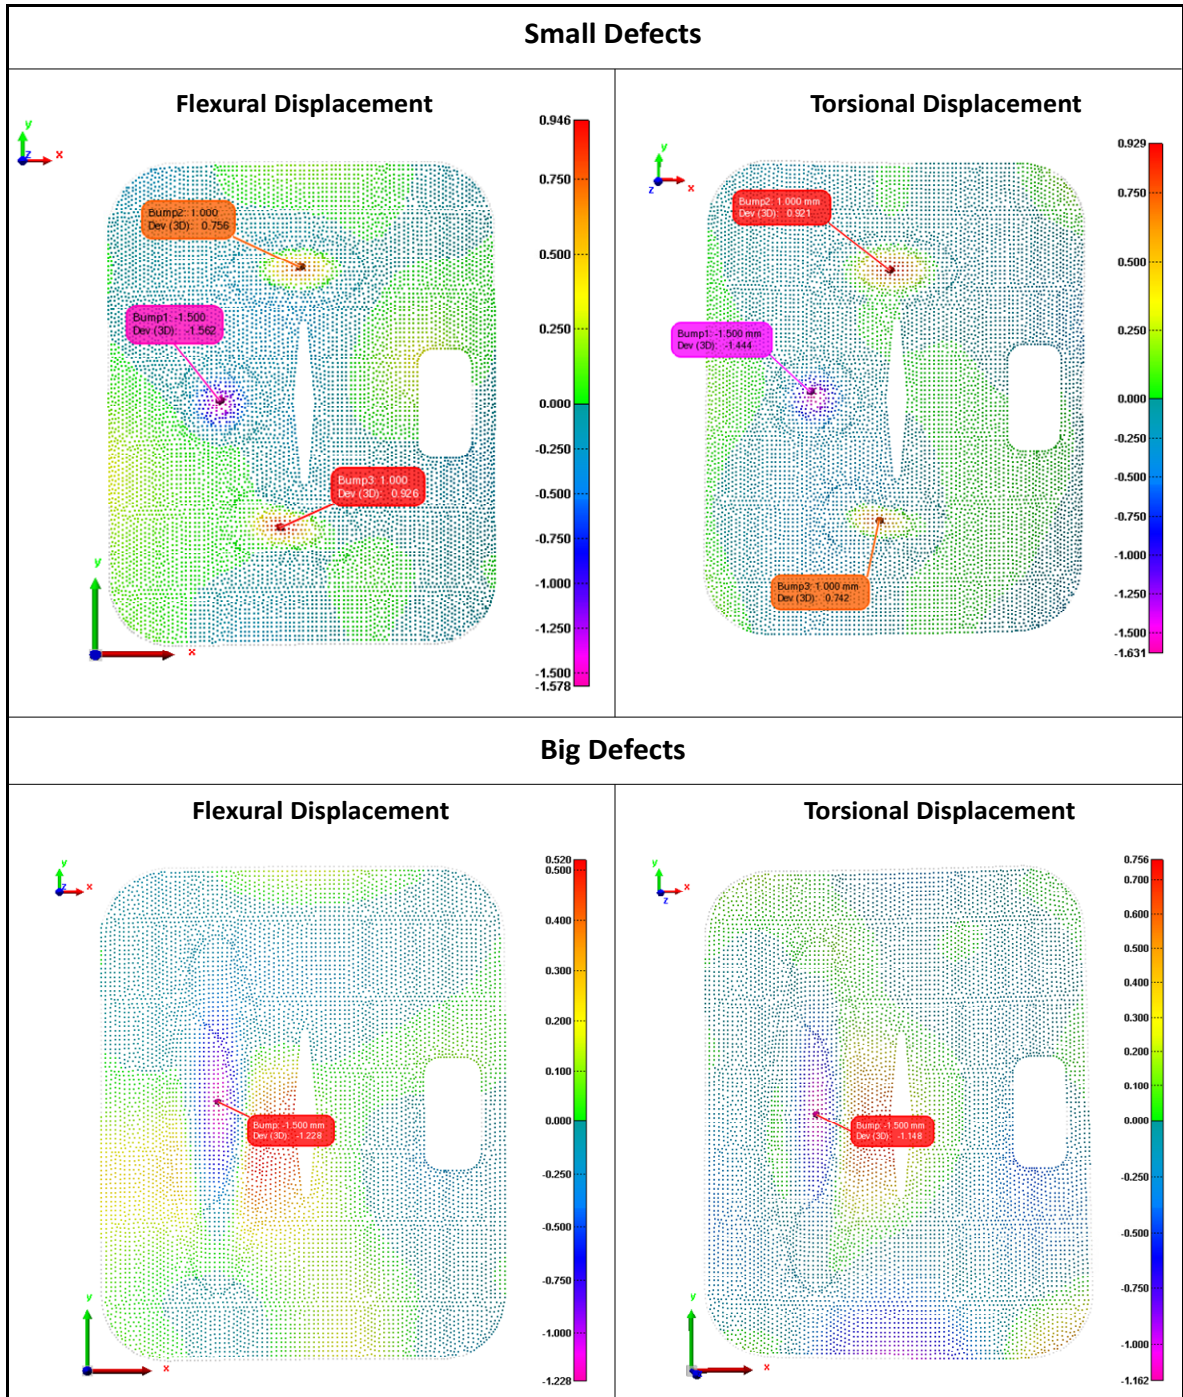 Small Defects
Flexural Displacement
y
z
x
0.946
0.750
0.500
0.250
0.000
-0.250
-0.500
-0.750
-1.000
-1.250
-1.500
-1.578
Bump2: 1.000
Dev (3D): 0.756
Bump1: -1.500
Dev (3D): -1.562
Bump3: 1.000
Dev (3D): 0.926
y
x
Torsional Displacement
y
z
x
0.929
0.750
0.500
0.250
0.000
-0.250
-0.500
-0.750
-1.000
-1.250
-1.500
-1.631
Bump2: 1.000 mm
Dev (3D): 0.921
Bump1: -1.500 mm
Dev (3D): -1.444
Bump3: 1.000 mm
Dev (3D): 0.742
Big Defects
Flexural Displacement
y
z
x
0.520
0.500
0.400
0.300
0.200
0.100
0.000
-0.250
-0.500
-0.750
-1.000
-1.228
Bump: -1.500 mm
Dev (3D): -1.228
y
x
Torsional Displacement
y
z
x
0.756
0.700
0.600
0.500
0.400
0.300
0.200
0.100
0.000
-0.250
-0.500
-0.750
-1.000
-1.162
Bump: -1.500 mm
Dev (3D): -1.148
y
x